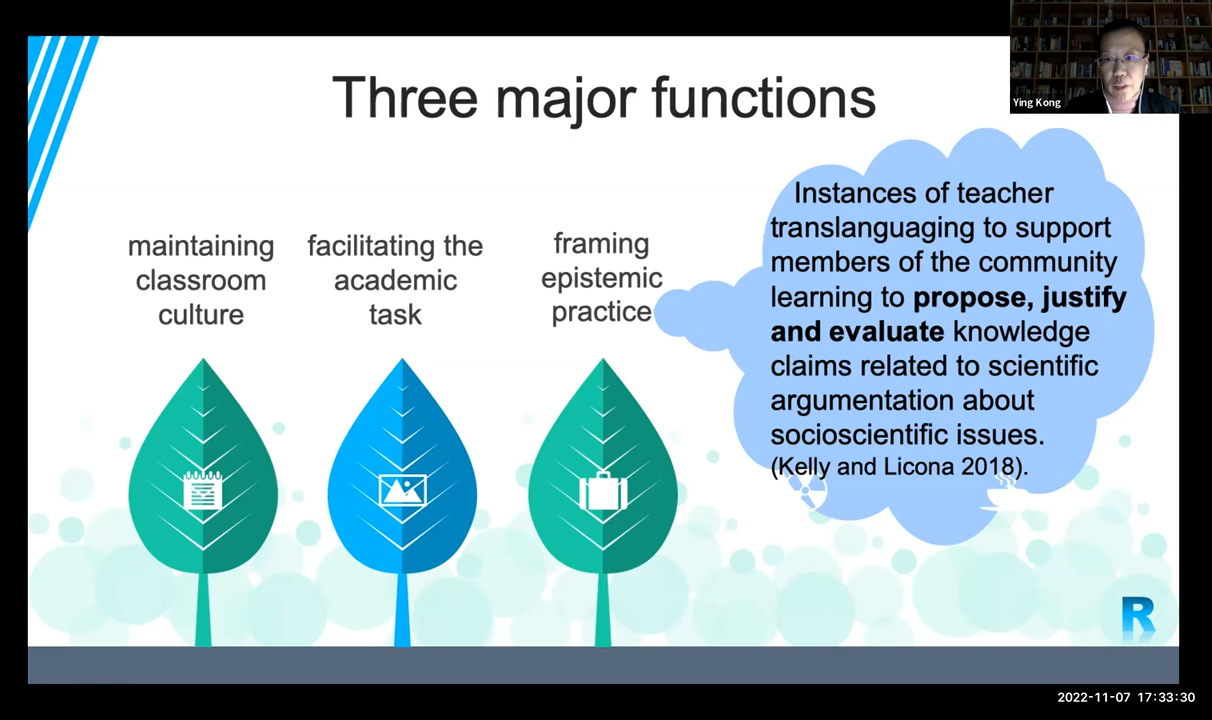 Ying Kong
Three major functions
maintaining
classroom
culture
facilitating the
academic
task
framing
epistemic
practice
Instances of teacher
translanguaging to support
members of the community
learning to propose, justify
and evaluate knowledge
claims related to scientific
argumentation about
socioscientific issues.
(Kelly and Licona 2018).
R
2022-11-07 17:33:30